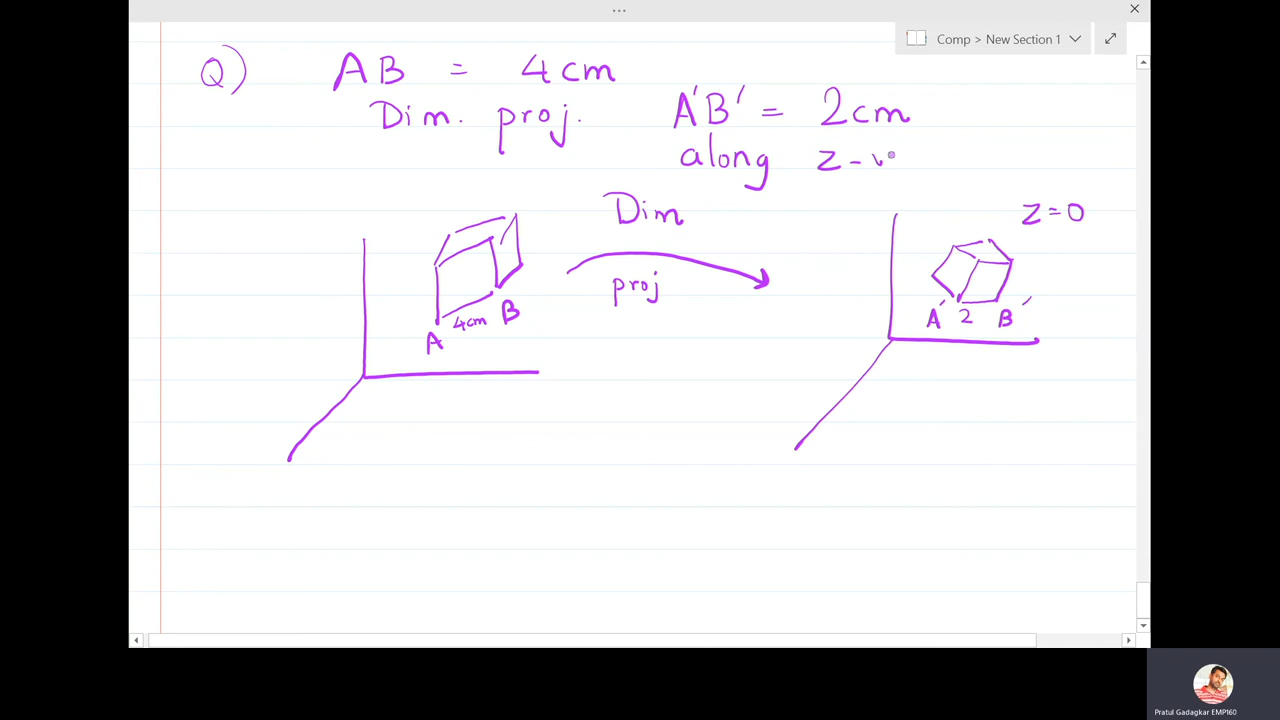 Comp > New Section 1
Q) AB = 4cm
Dim. proj. A'B' = 2cm
along z-
Dim
proj
z=0
4cm
A
B
A' 2 B'
Pratul Gadagkar EMP160